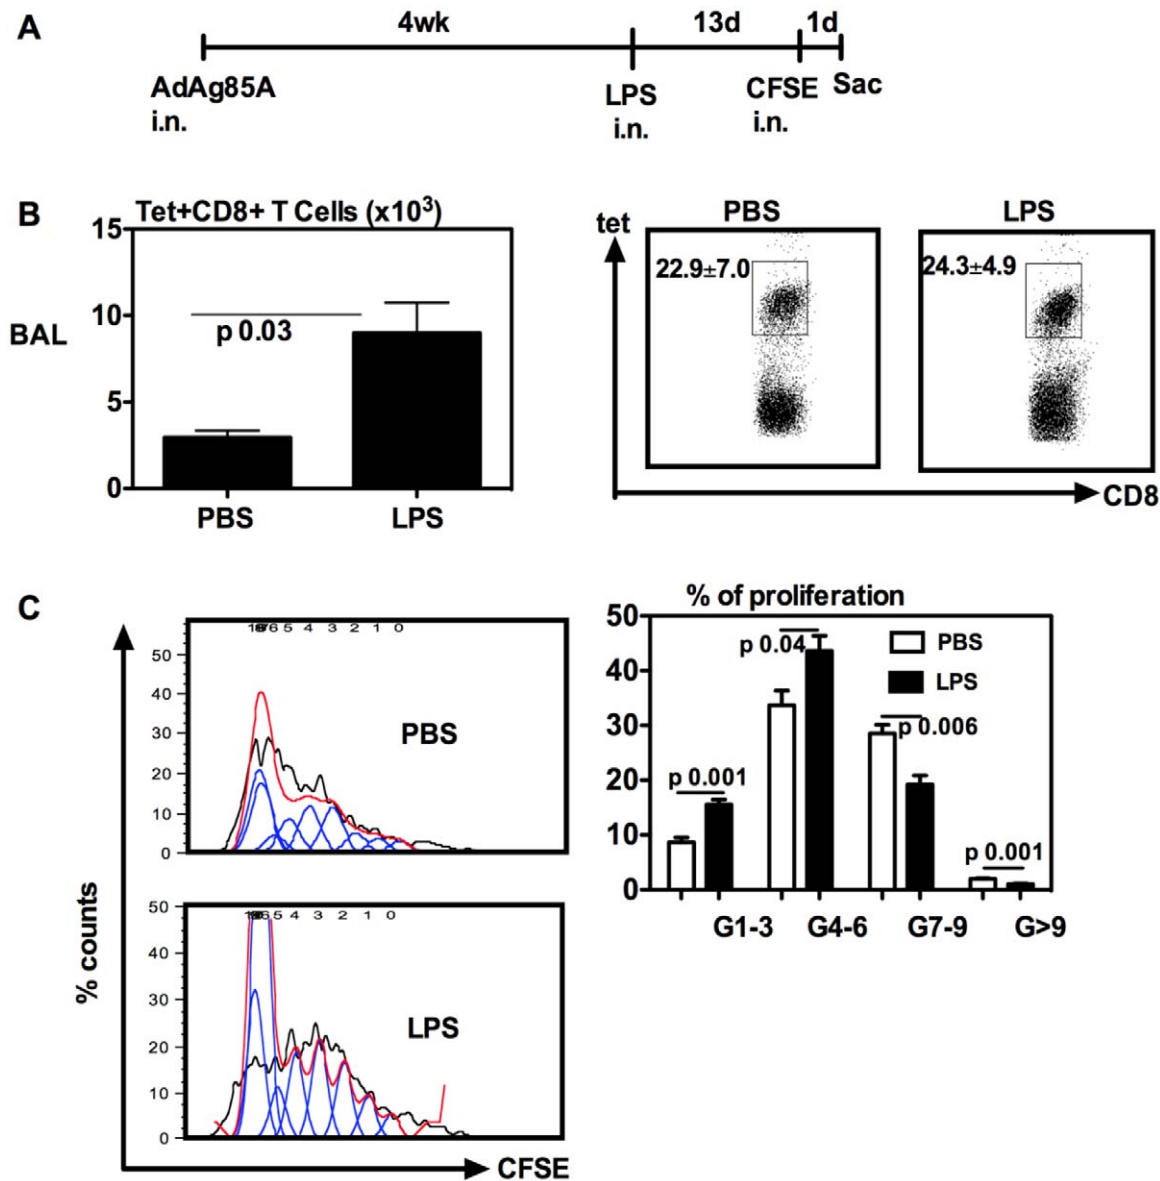 A
4wk
13d
1d
AdAg85A
i.n.
LPS
i.n.
CFSE
i.n.
Sac
B
Tet+CD8+ T Cells (x10³)
15
10
5
0
BAL
p 0.03
PBS
LPS
tet
PBS
22.9±7.0
LPS
24.3±4.9
CD8
C
6 5 4 3 2 1 0
50
40
30
20
10
0
PBS
6 5 4 3 2 1 0
50
40
30
20
10
0
LPS
% counts
CFSE
% of proliferation
50
40
30
20
10
0
p 0.001
p 0.04
p 0.006
p 0.001
PBS
LPS
G1-3
G4-6
G7-9
G>9